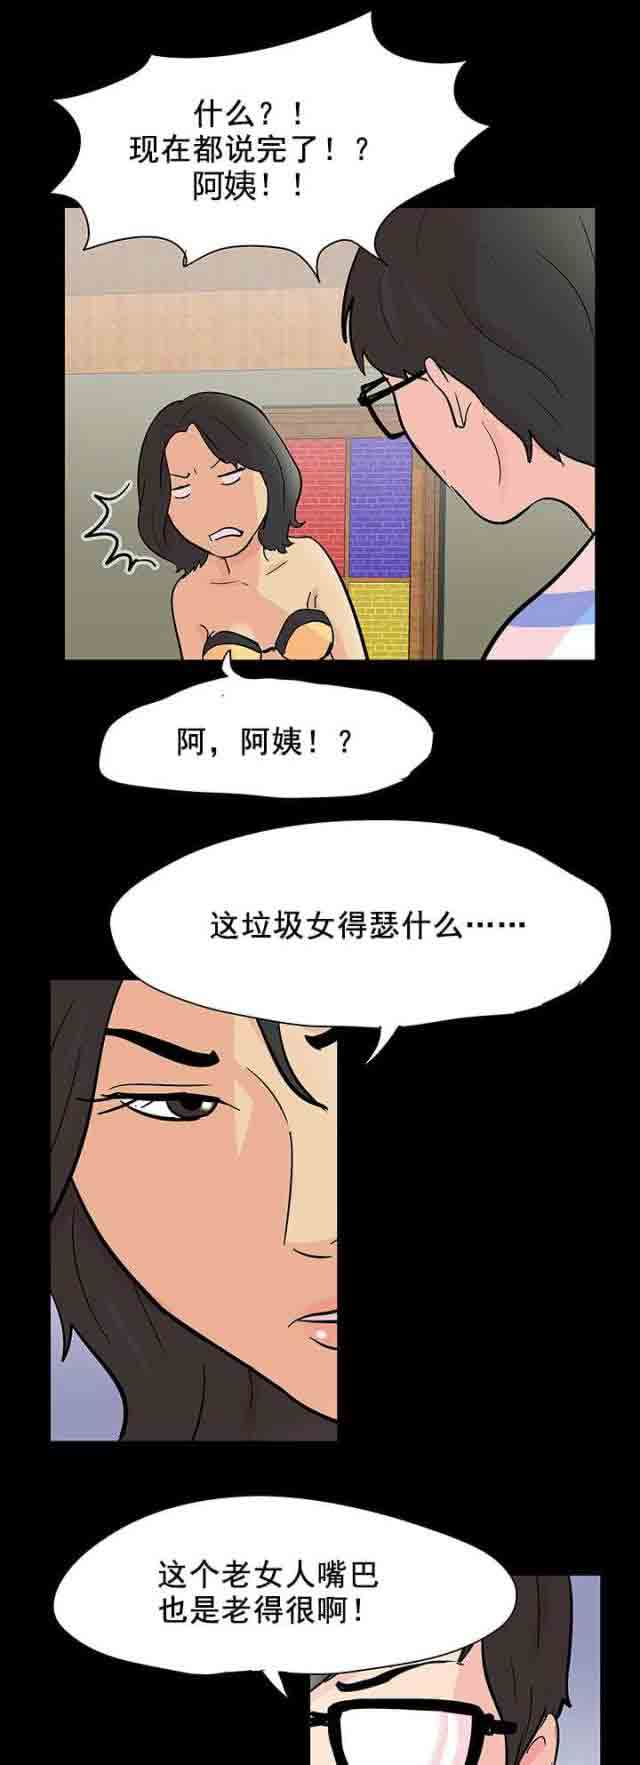 什么？！
现在都说完了！？
阿姨！！
阿，阿姨！？
这垃圾女得瑟什么……
这个老女人嘴巴
也是老得很啊！